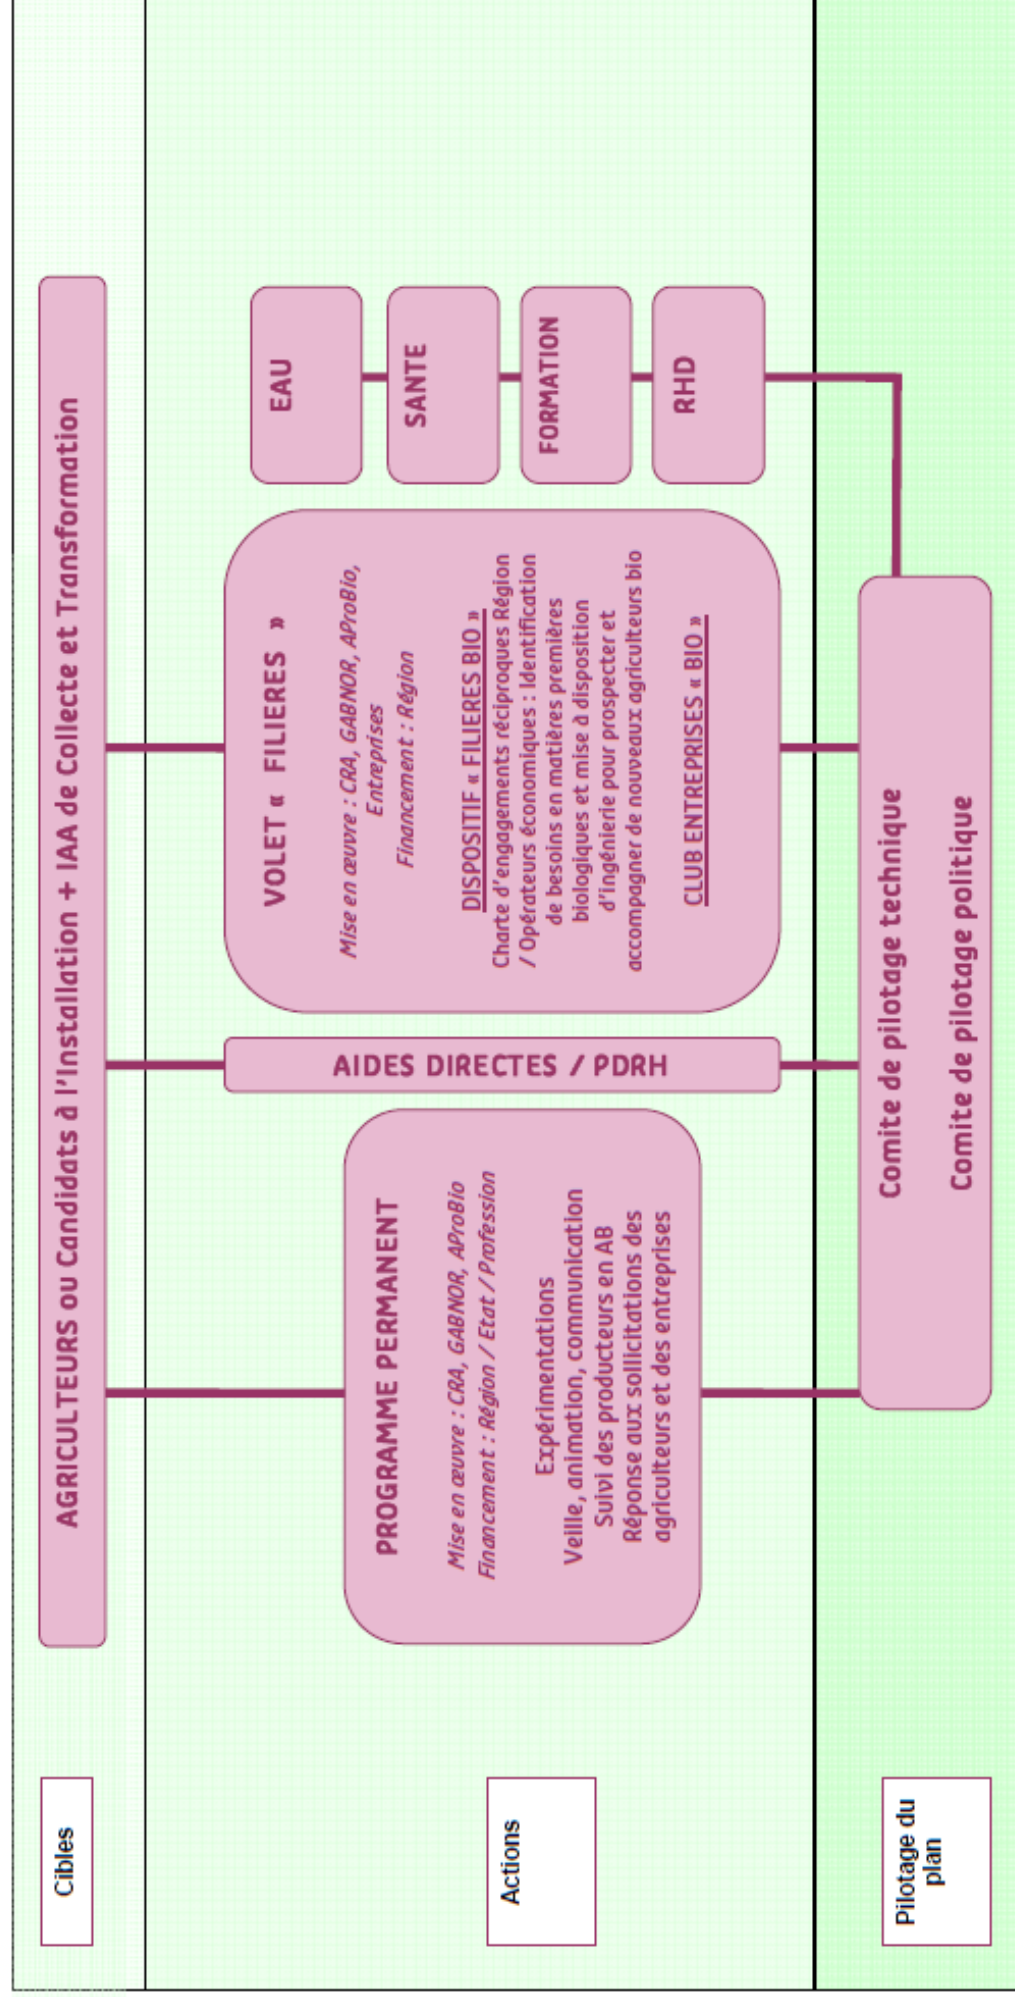 Cibles
AGRICULTEURS ou Candidats à l'Installation + IAA de Collecte et Transformation
Actions
PROGRAMME PERMANENT
Mise en œuvre : CRA, GABNOR, AProBio
Financement : Région / Etat / Profession
Expérimentations
Veille, animation, communication
Suivi des producteurs en AB
Réponse aux sollicitations des
agriculteurs et des entreprises
AIDES DIRECTES / PDRH
VOLET « FILIERES »
Mise en œuvre : CRA, GABNOR, AProBio,
Entreprises
Financement : Région
DISPOSITIF « FILIERES BIO »
Charte d'engagements réciproques Région
/ Opérateurs économiques : Identification
de besoins en matières premières
biologiques et mise à disposition
d'ingénierie pour prospecter et
accompagner de nouveaux agriculteurs bio
CLUB ENTREPRISES « BIO »
EAU
SANTE
FORMATION
RHD
Pilotage du
plan
Comite de pilotage technique
Comite de pilotage politique